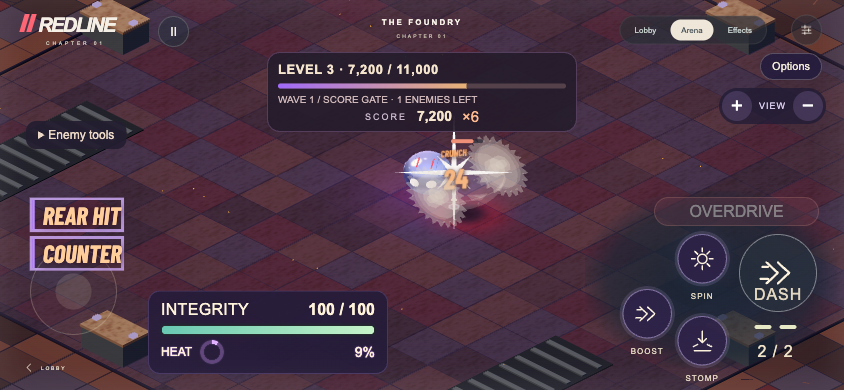 REDLINE
CHAPTER 01
THE FOUNDRY
CHAPTER 01
Lobby
Arena
Effects
Options
+ VIEW −
LEVEL 3 · 7,200 / 11,000
WAVE 1 / SCORE GATE · 1 ENEMIES LEFT
SCORE 7,200 ×6
Enemy tools
CRUNCH
24
REAR HIT
COUNTER
OVERDRIVE
SPIN
DASH
BOOST
2 / 2
STOMP
INTEGRITY 100 / 100
HEAT 9%
LOBBY